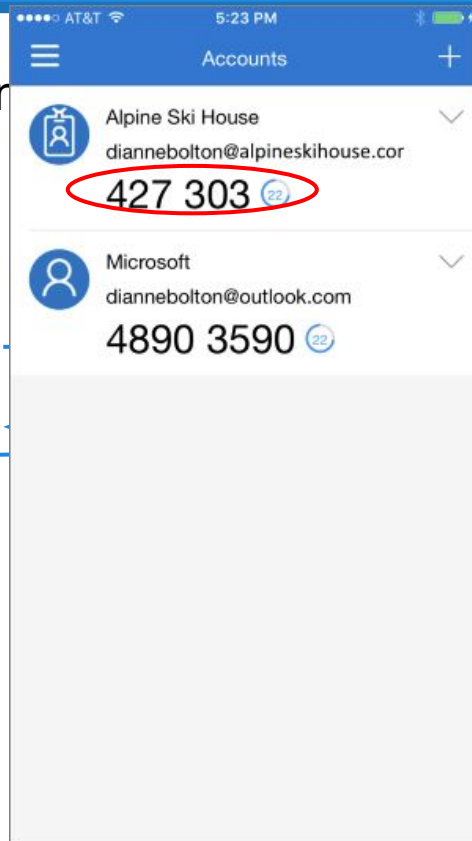 AT&T 5:23 PM
Accounts
Alpine Ski House
diannebolton@alpineskihouse.cor
427 303 22
Microsoft
diannebolton@outlook.com
4890 3590 22